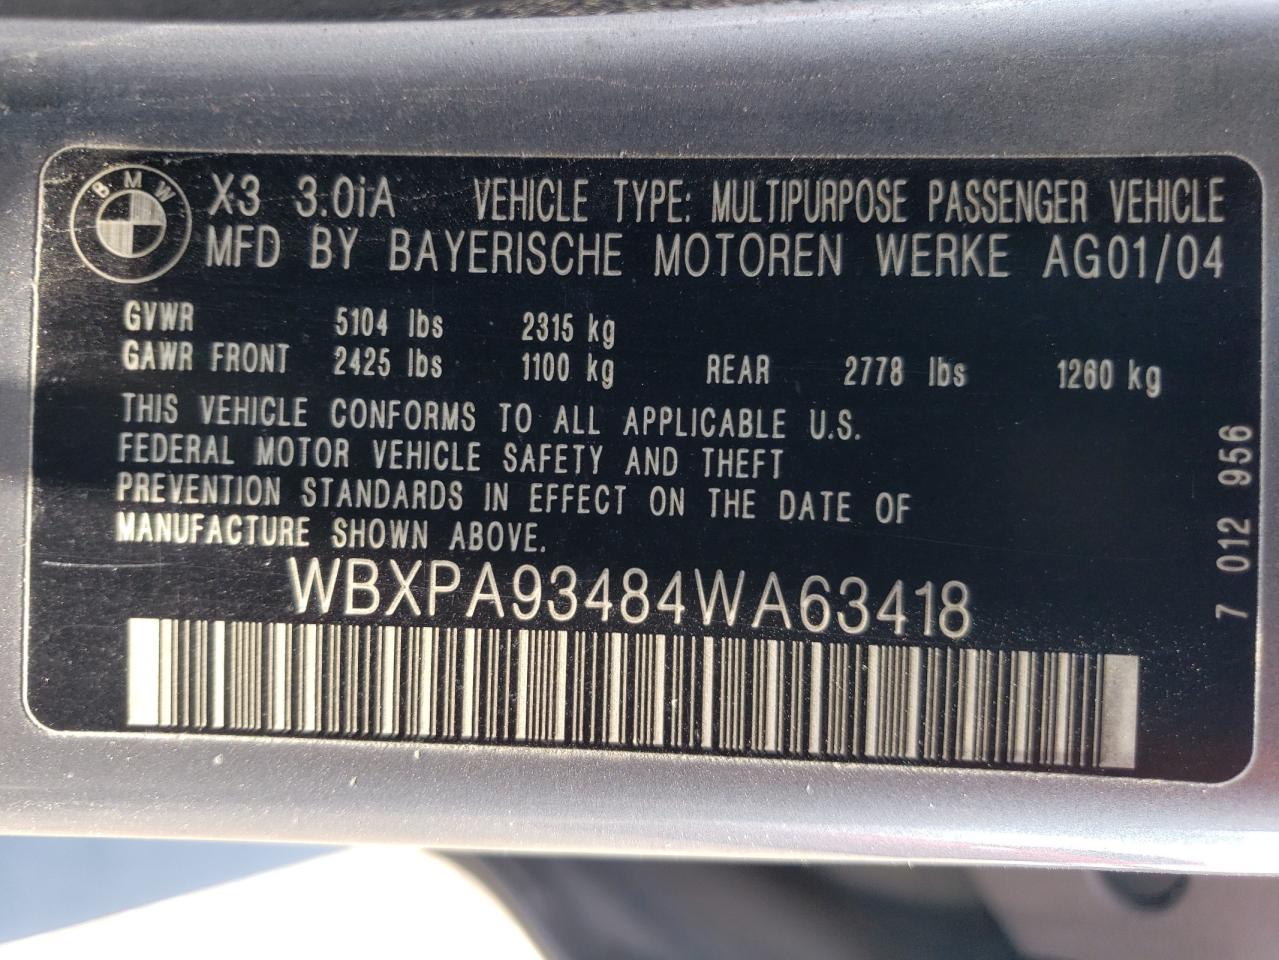 BMW
X3 3.0iA VEHICLE TYPE: MULTIPURPOSE PASSENGER VEHICLE
MFD BY BAYERISCHE MOTOREN WERKE AG01/04
GVWR 5104 lbs 2315 kg
GAWR FRONT 2425 lbs 1100 kg REAR 2778 lbs 1260 kg
THIS VEHICLE CONFORMS TO ALL APPLICABLE U.S.
FEDERAL MOTOR VEHICLE SAFETY AND THEFT
PREVENTION STANDARDS IN EFFECT ON THE DATE OF
MANUFACTURE SHOWN ABOVE.
WBXPA93484WA63418
7 012 956